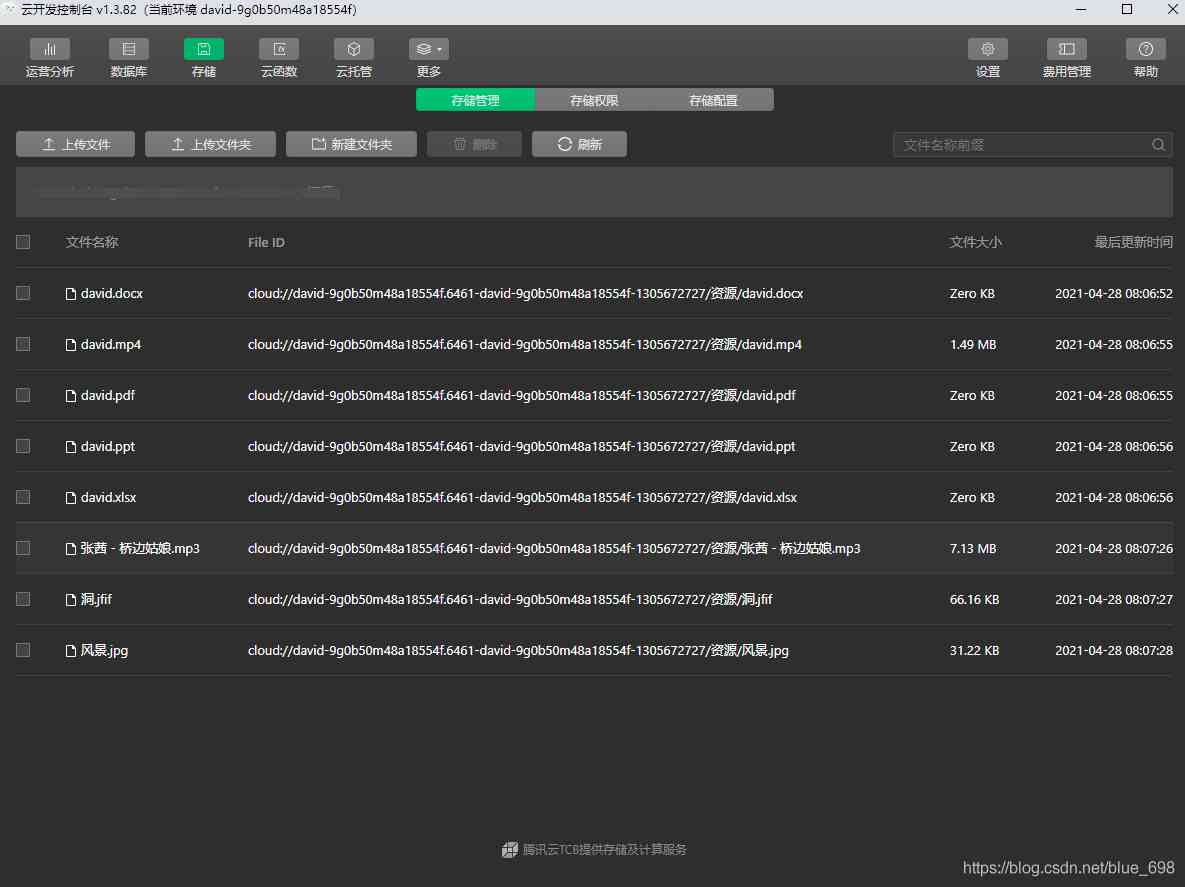 云开发控制台 v1.3.82（当前环境 david-9g0b50m48a18554f)
运营分析 数据库 存储 云函数 云托管 更多 设置 费用管理 帮助
存储管理 存储权限 存储配置
上传文件 上传文件夹 新建文件夹 删除 刷新 文件名称前缀
文件名称 File ID 文件大小 最后更新时间
david.docx cloud://david-9g0b50m48a18554f.6461-david-9g0b50m48a18554f-1305672727/资源/david.docx Zero KB 2021-04-28 08:06:52
david.mp4 cloud://david-9g0b50m48a18554f.6461-david-9g0b50m48a18554f-1305672727/资源/david.mp4 1.49 MB 2021-04-28 08:06:55
david.pdf cloud://david-9g0b50m48a18554f.6461-david-9g0b50m48a18554f-1305672727/资源/david.pdf Zero KB 2021-04-28 08:06:55
david.ppt cloud://david-9g0b50m48a18554f.6461-david-9g0b50m48a18554f-1305672727/资源/david.ppt Zero KB 2021-04-28 08:06:56
david.xlsx cloud://david-9g0b50m48a18554f.6461-david-9g0b50m48a18554f-1305672727/资源/david.xlsx Zero KB 2021-04-28 08:06:56
张茜 - 桥边姑娘.mp3 cloud://david-9g0b50m48a18554f.6461-david-9g0b50m48a18554f-1305672727/资源/张茜 - 桥边姑娘.mp3 7.13 MB 2021-04-28 08:07:26
洞.jfif cloud://david-9g0b50m48a18554f.6461-david-9g0b50m48a18554f-1305672727/资源/洞.jfif 66.16 KB 2021-04-28 08:07:27
风景.jpg cloud://david-9g0b50m48a18554f.6461-david-9g0b50m48a18554f-1305672727/资源/风景.jpg 31.22 KB 2021-04-28 08:07:28
腾讯云TCB提供存储及计算服务
https://blog.csdn.net/blue_698